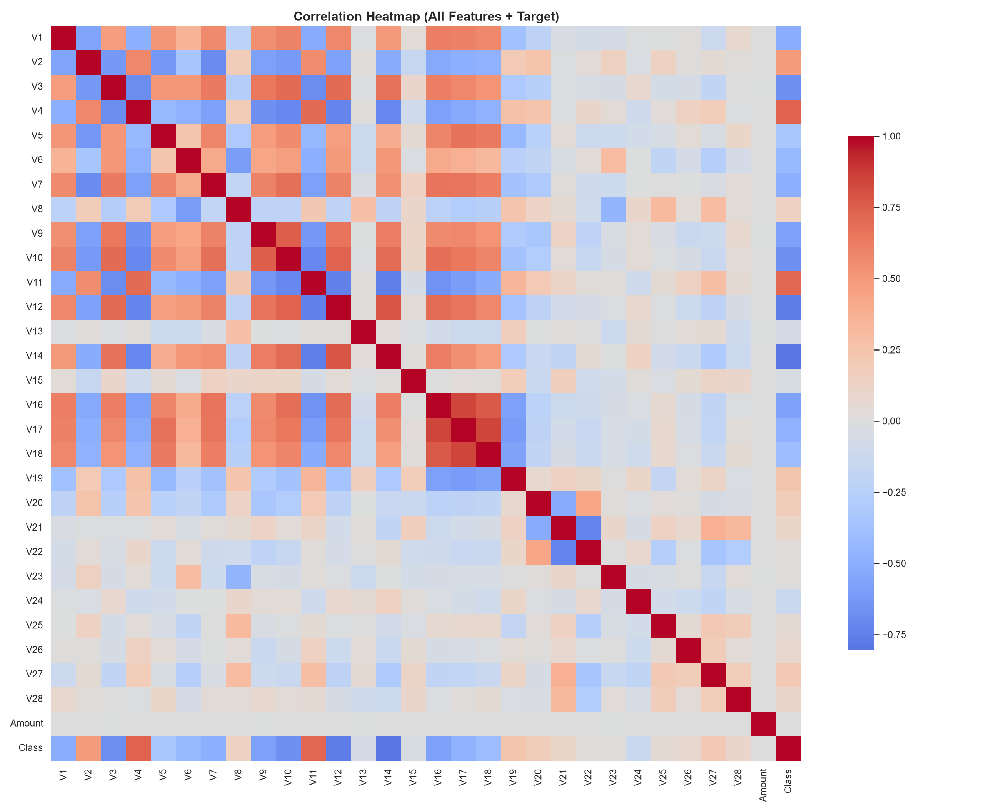 Correlation Heatmap (All Features + Target)
V1
V2
V3
V4
V5
V6
V7
V8
V9
V10
V11
V12
V13
V14
V15
V16
V17
V18
V19
V20
V21
V22
V23
V24
V25
V26
V27
V28
Amount
Class
V1 V2 V3 V4 V5 V6 V7 V8 V9 V10 V11 V12 V13 V14 V15 V16 V17 V18 V19 V20 V21 V22 V23 V24 V25 V26 V27 V28 Amount Class
1.00
0.75
0.50
0.25
0.00
−0.25
−0.50
−0.75